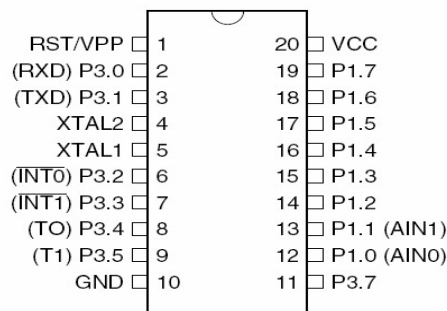 RST/VPP 1 20 VCC
(RXD) P3.0 2 19 P1.7
(TXD) P3.1 3 18 P1.6
XTAL2 4 17 P1.5
XTAL1 5 16 P1.4
(INT0) P3.2 6 15 P1.3
(INT1) P3.3 7 14 P1.2
(TO) P3.4 8 13 P1.1 (AIN1)
(T1) P3.5 9 12 P1.0 (AIN0)
GND 10 11 P3.7